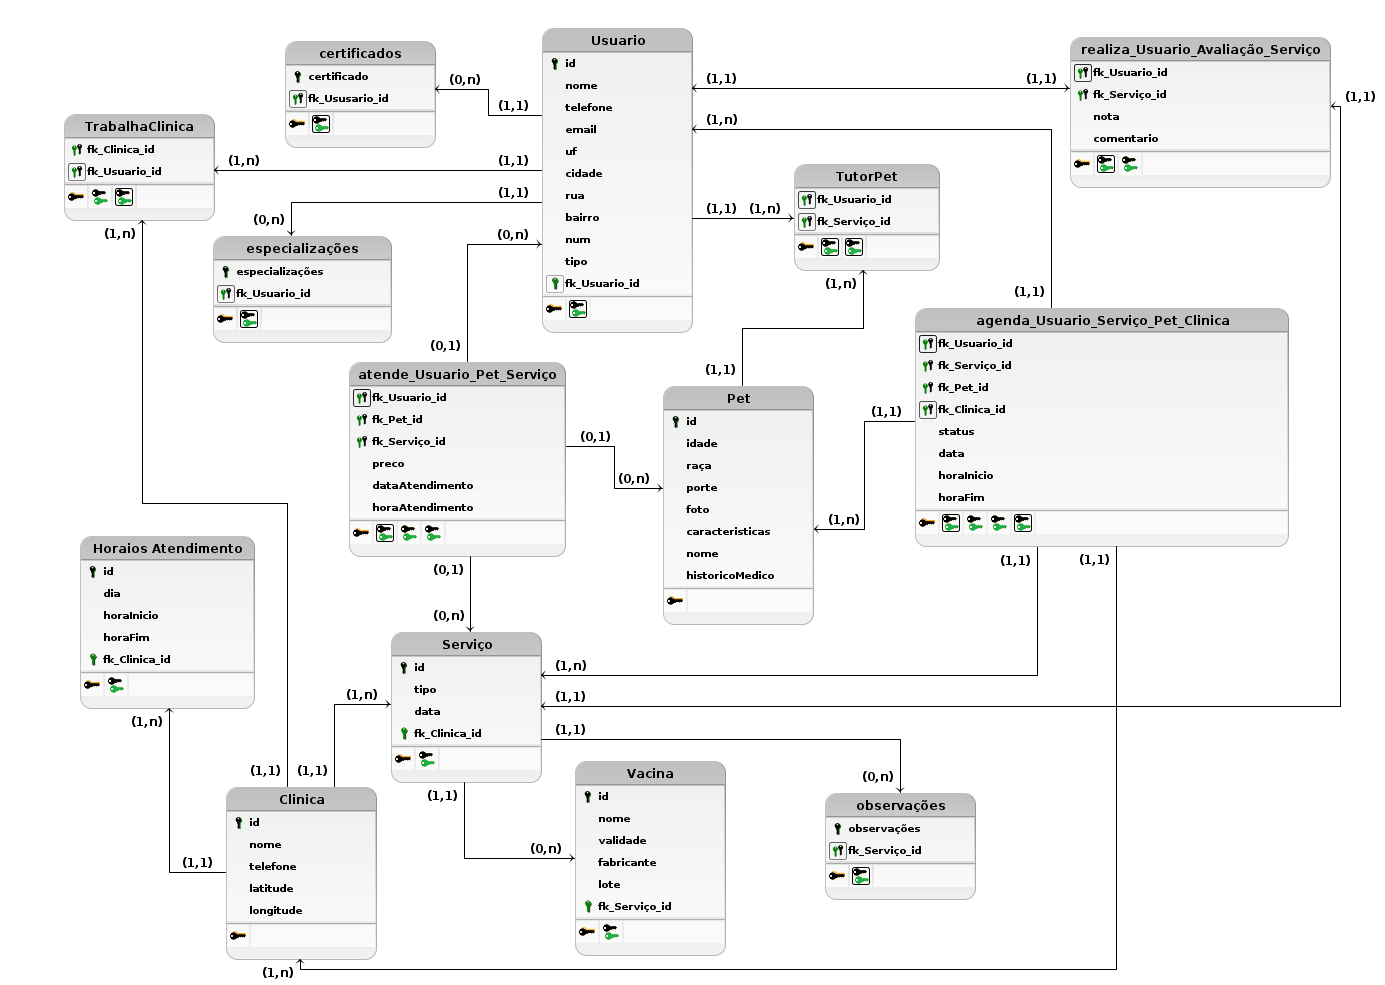 certificados
certificado
fk_Ususario_id
(0,n)
(1,1)
Usuario
id
nome
telefone
email
uf
cidade
rua
bairro
num
tipo
fk_Usuario_id
(1,1)
(1,1)
realiza_Usuario_Avaliação_Serviço
fk_Usuario_id
fk_Serviço_id
nota
comentario
(1,1)
TrabalhaClinica
fk_Clinica_id
fk_Usuario_id
(1,n)
(1,1)
(1,n)
(1,1)
(0,n)
especializações
especializações
fk_Usuario_id
(0,n)
(0,1)
(1,n)
(1,1)
TutorPet
fk_Usuario_id
fk_Serviço_id
(1,1)
(1,n)
(1,n)
(1,1)
agenda_Usuario_Serviço_Pet_Clinica
fk_Usuario_id
fk_Serviço_id
fk_Pet_id
fk_Clinica_id
status
data
horaInicio
horaFim
(1,1)
(1,n)
(1,1)
(1,1)
atende_Usuario_Pet_Serviço
fk_Usuario_id
fk_Pet_id
fk_Serviço_id
preco
dataAtendimento
horaAtendimento
(0,1)
(0,n)
(0,1)
(0,n)
Pet
id
idade
raça
porte
foto
caracteristicas
nome
historicoMedico
Horaios Atendimento
id
dia
horaInicio
horaFim
fk_Clinica_id
(1,n)
(1,1)
Serviço
id
tipo
data
fk_Clinica_id
(1,n)
(1,n)
(1,1)
(1,1)
(0,n)
(1,1)
(0,n)
(1,1)
(1,1)
Clinica
id
nome
telefone
latitude
longitude
(1,n)
Vacina
id
nome
validade
fabricante
lote
fk_Serviço_id
observações
observações
fk_Serviço_id